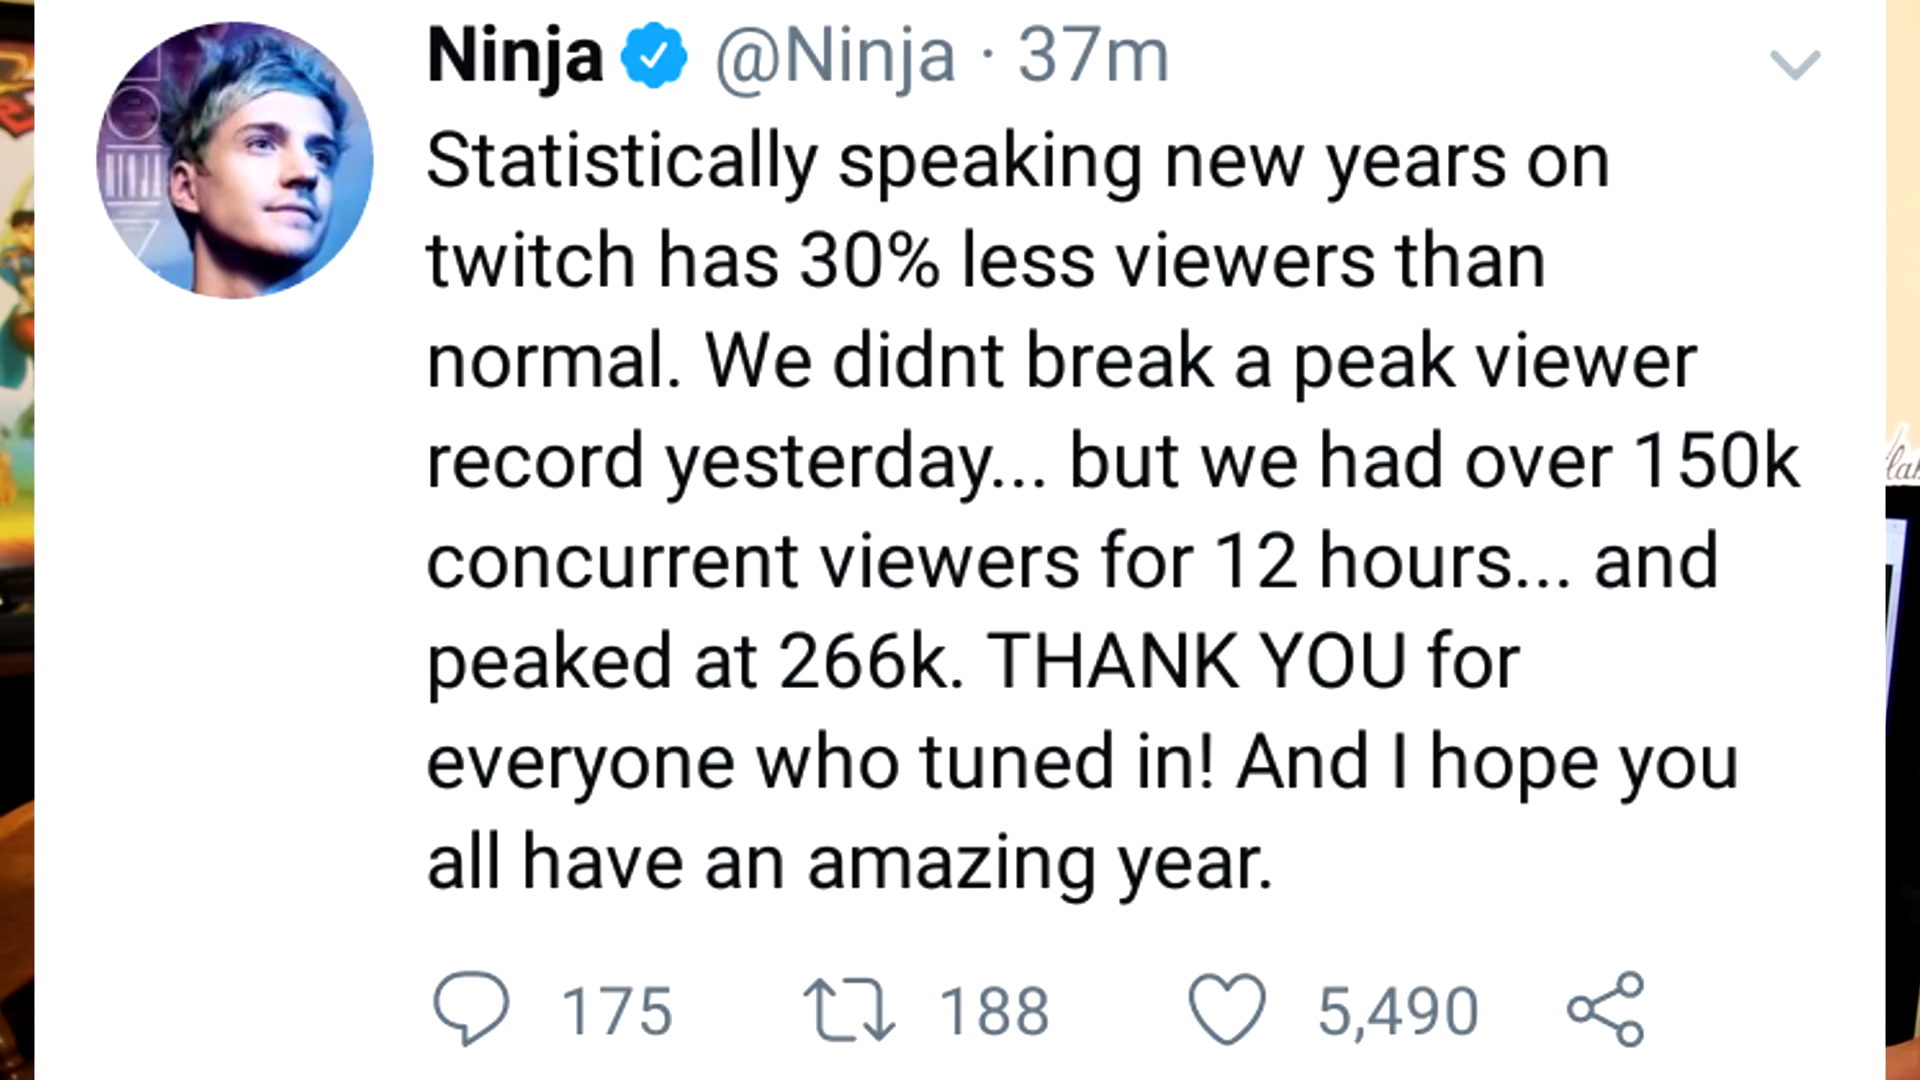 Ninja @Ninja · 37m
Statistically speaking new years on
twitch has 30% less viewers than
normal. We didnt break a peak viewer
record yesterday... but we had over 150k
concurrent viewers for 12 hours... and
peaked at 266k. THANK YOU for
everyone who tuned in! And I hope you
all have an amazing year.
175 188 5,490